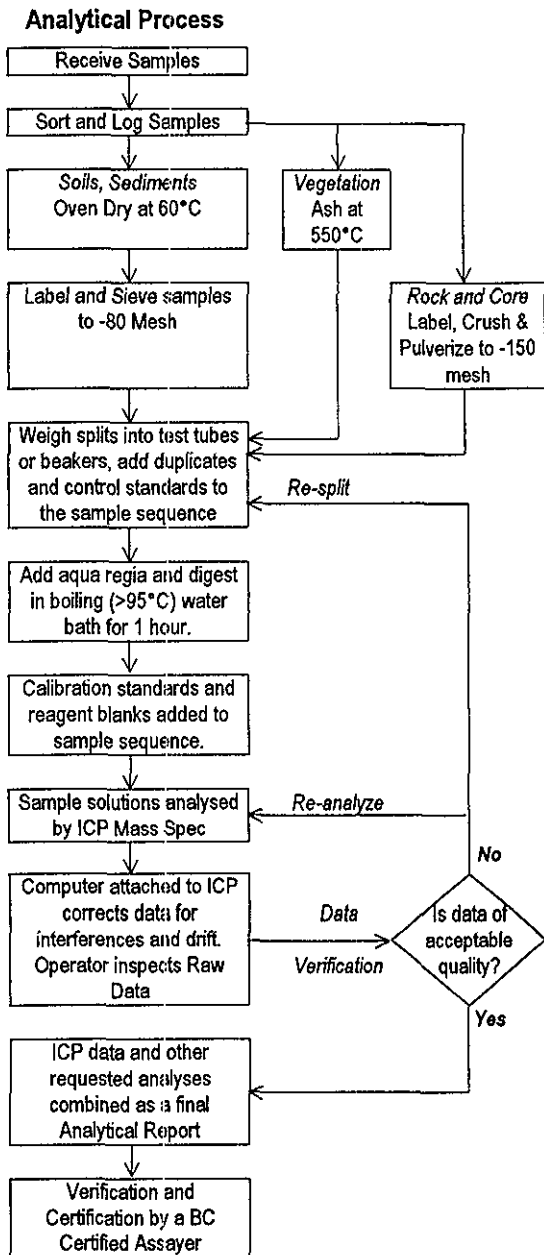 Analytical Process
Receive Samples
Sort and Log Samples
Soils, Sediments
Oven Dry at 60°C
Vegetation
Ash at
550°C
Label and Sieve samples
to -80 Mesh
Rock and Core
Label, Crush &
Pulverize to -150
mesh
Weigh splits into test tubes
or beakers, add duplicates
and control standards to
the sample sequence
Re-split
Add aqua regia and digest
in boiling (>95°C) water
bath for 1 hour.
Calibration standards and
reagent blanks added to
sample sequence.
Sample solutions analysed
by ICP Mass Spec
Re-analyze
No
Computer attached to ICP
corrects data for
interferences and drift.
Operator inspects Raw
Data
Data
Verification
Is data of
acceptable
quality?
Yes
ICP data and other
requested analyses
combined as a final
Analytical Report
Verification and
Certification by a BC
Certified Assayer